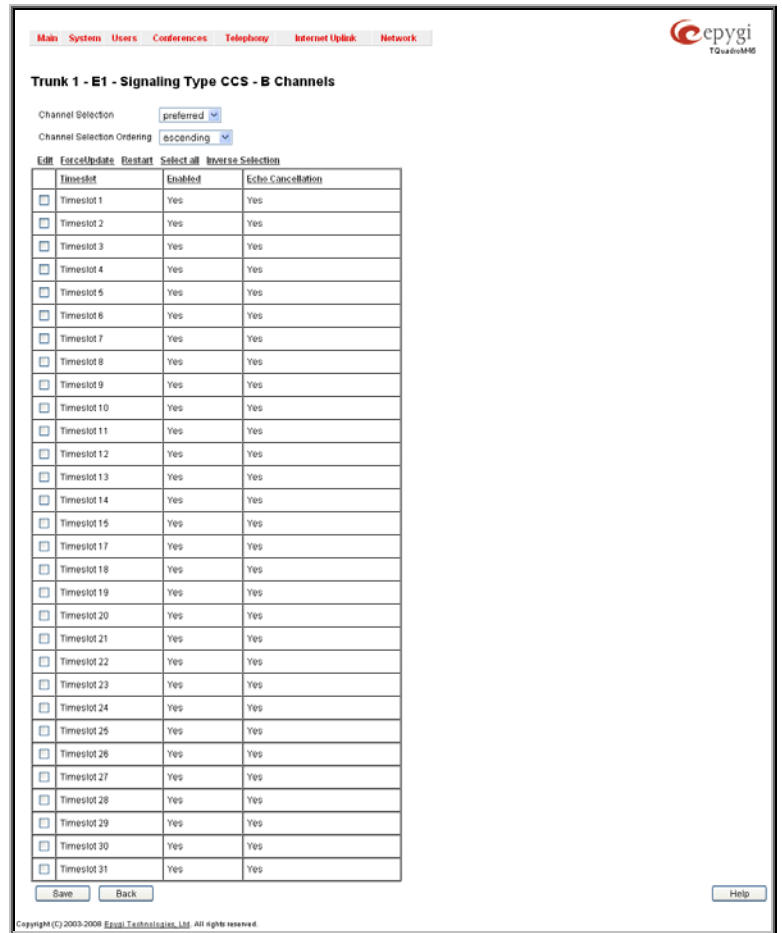 Main System Users Conferences Telephony Internet Uplink Network
epygi
TQuadroM46
Trunk 1 - E1 - Signaling Type CCS - B Channels
Channel Selection preferred
Channel Selection Ordering ascending
Edit ForceUpdate Restart Select all Inverse Selection
Timeslot Enabled Echo Cancellation
Timeslot 1 Yes Yes
Timeslot 2 Yes Yes
Timeslot 3 Yes Yes
Timeslot 4 Yes Yes
Timeslot 5 Yes Yes
Timeslot 6 Yes Yes
Timeslot 7 Yes Yes
Timeslot 8 Yes Yes
Timeslot 9 Yes Yes
Timeslot 10 Yes Yes
Timeslot 11 Yes Yes
Timeslot 12 Yes Yes
Timeslot 13 Yes Yes
Timeslot 14 Yes Yes
Timeslot 15 Yes Yes
Timeslot 17 Yes Yes
Timeslot 18 Yes Yes
Timeslot 19 Yes Yes
Timeslot 20 Yes Yes
Timeslot 21 Yes Yes
Timeslot 22 Yes Yes
Timeslot 23 Yes Yes
Timeslot 24 Yes Yes
Timeslot 25 Yes Yes
Timeslot 26 Yes Yes
Timeslot 27 Yes Yes
Timeslot 28 Yes Yes
Timeslot 29 Yes Yes
Timeslot 30 Yes Yes
Timeslot 31 Yes Yes
Save Back Help
Copyright (C) 2003-2008 Epygi Technologies, Ltd. All rights reserved.